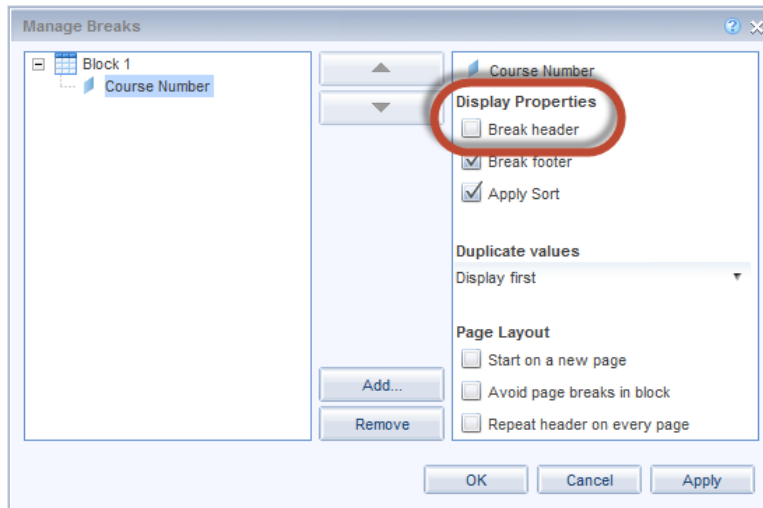 Manage Breaks
Block 1
Course Number
Add...
Remove
Course Number
Display Properties
Break header
Break footer
Apply Sort
Duplicate values
Display first
Page Layout
Start on a new page
Avoid page breaks in block
Repeat header on every page
OK
Cancel
Apply